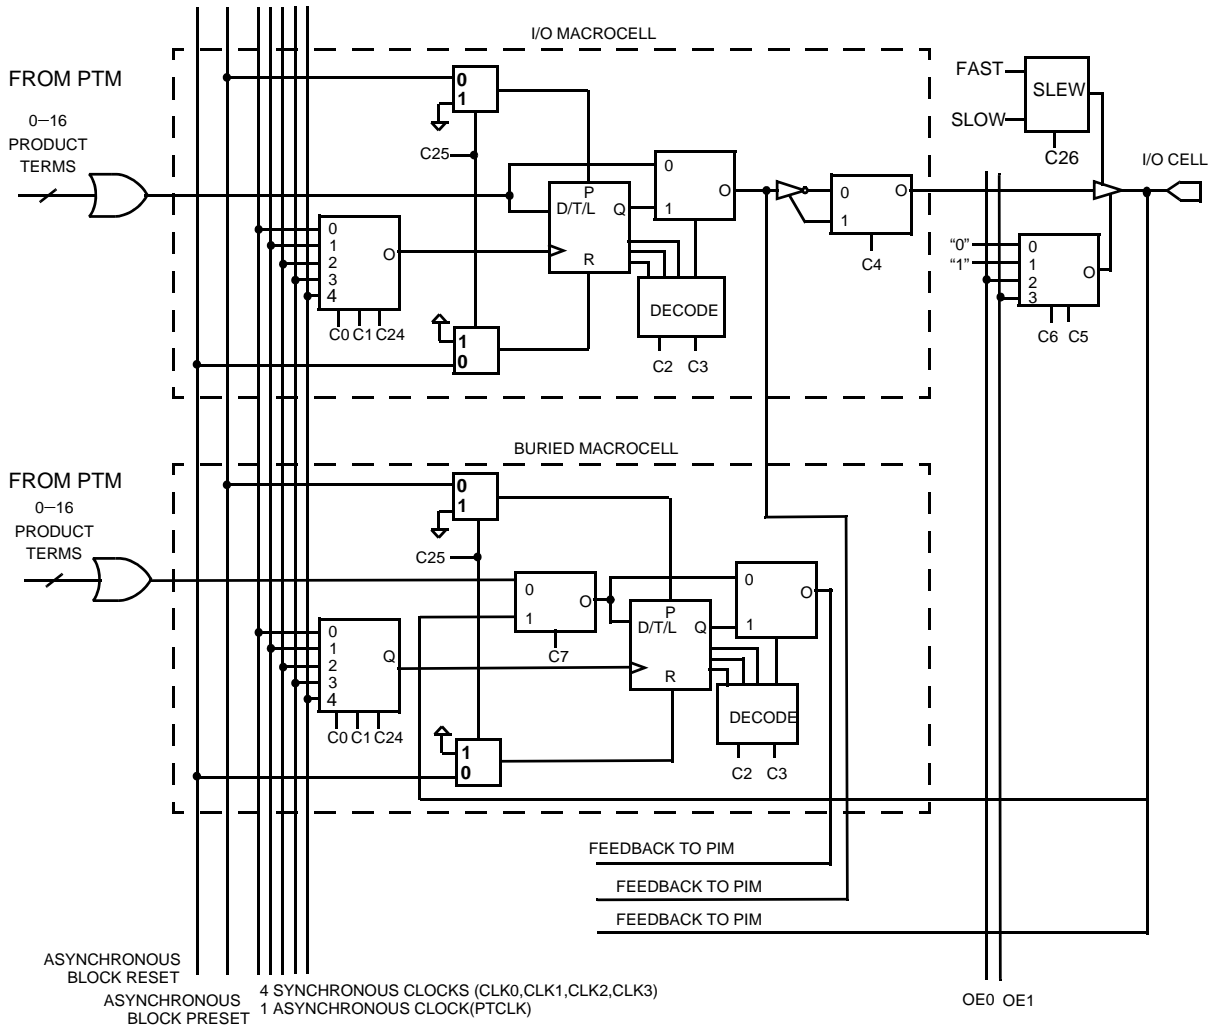 I/O MACROCELL
FROM PTM
0–16
PRODUCT
TERMS
0
1
C25
FAST
SLOW
SLEW
C26
I/O CELL
P
D/T/L
Q
R
0
1
O
0
1
O
C4
0
1
2
3
4
O
C0 C1 C24
1
0
DECODE
C2 C3
"0"
"1"
0
1
2
3
O
C6 C5
BURIED MACROCELL
FROM PTM
0–16
PRODUCT
TERMS
0
1
C25
0
1
O
C7
P
D/T/L
Q
R
0
1
O
0
1
2
3
4
Q
C0 C1 C24
1
0
DECODE
C2 C3
FEEDBACK TO PIM
FEEDBACK TO PIM
FEEDBACK TO PIM
ASYNCHRONOUS
BLOCK RESET
ASYNCHRONOUS
BLOCK PRESET
4 SYNCHRONOUS CLOCKS (CLK0,CLK1,CLK2,CLK3)
1 ASYNCHRONOUS CLOCK(PTCLK)
OE0 OE1